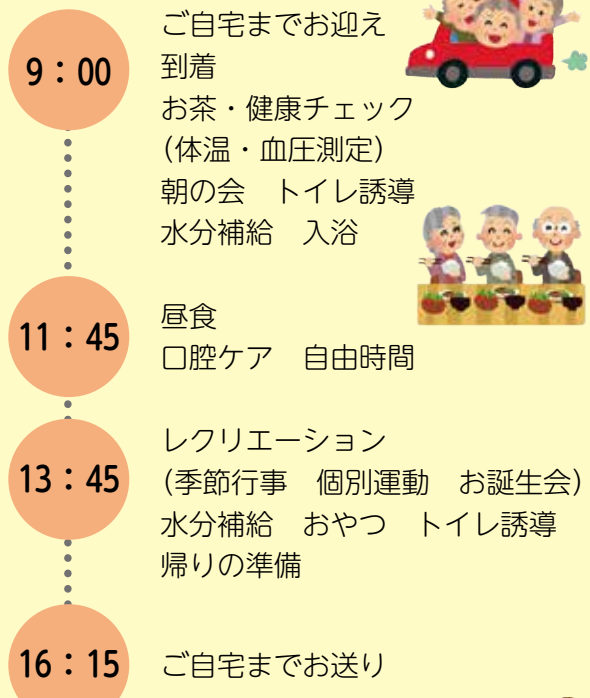 9：00
ご自宅までお迎え
到着
お茶・健康チェック
(体温・血圧測定)
朝の会　トイレ誘導
水分補給　入浴
11：45
昼食
口腔ケア　自由時間
13：45
レクリエーション
(季節行事　個別運動　お誕生会)
水分補給　おやつ　トイレ誘導
帰りの準備
16：15
ご自宅までお送り